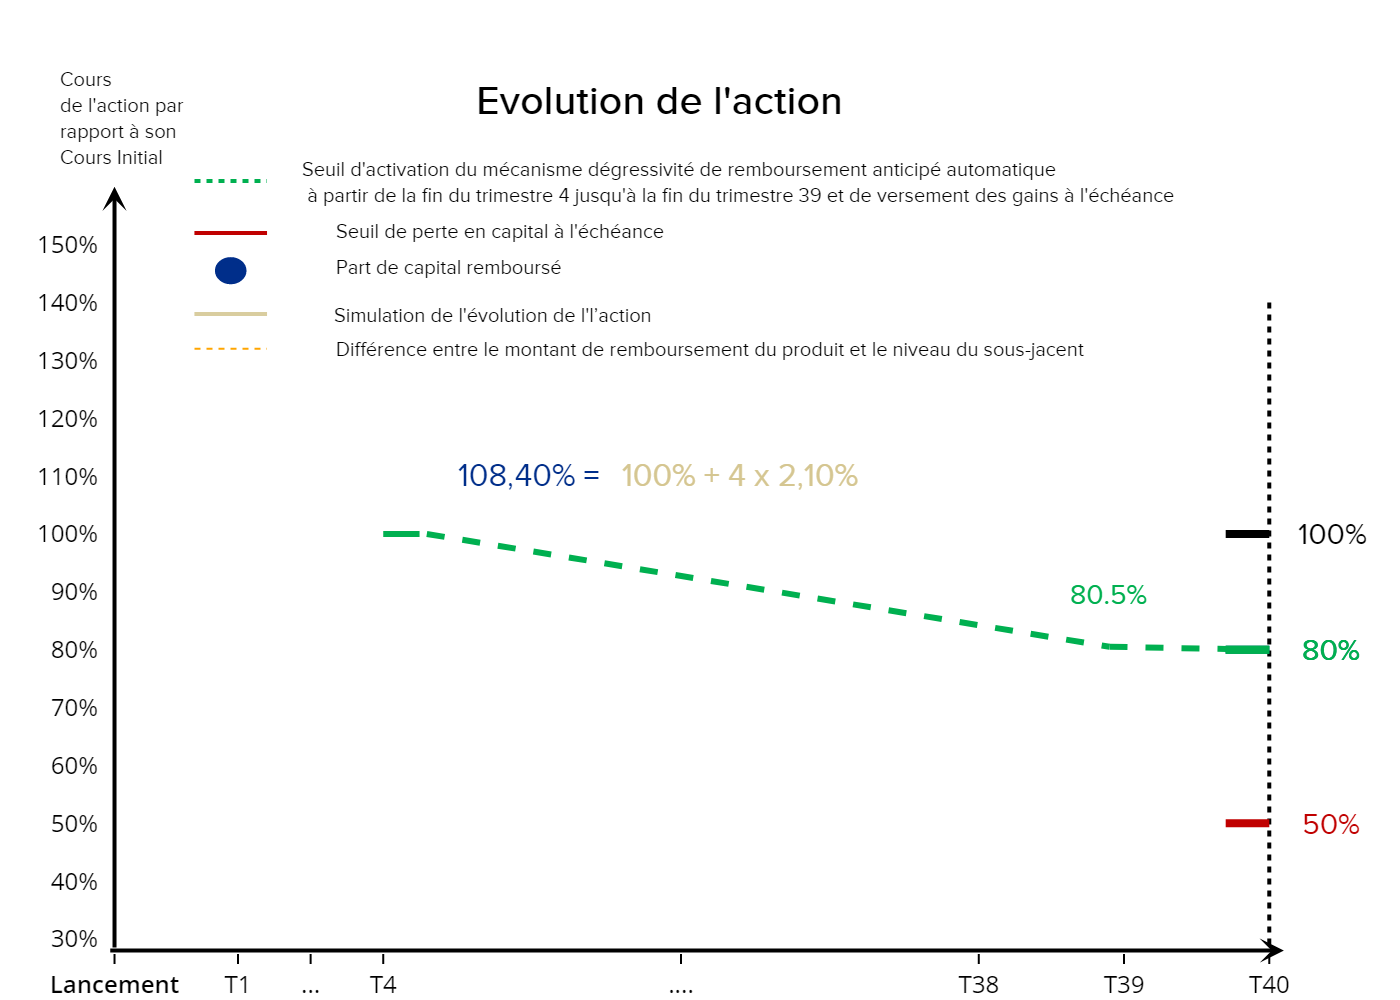 Cours
de l'action par
rapport à son
Cours Initial
Evolution de l'action
Seuil d'activation du mécanisme dégressivité de remboursement anticipé automatique
à partir de la fin du trimestre 4 jusqu'à la fin du trimestre 39 et de versement des gains à l'échéance
Seuil de perte en capital à l'échéance
Part de capital remboursé
Simulation de l'évolution de l'l’action
Différence entre le montant de remboursement du produit et le niveau du sous-jacent
150%
140%
130%
120%
110%
100%
90%
80%
70%
60%
50%
40%
30%
108,40% = 100% + 4 x 2,10%
80.5%
100%
80%
50%
Lancement T1 ... T4 .... T38 T39 T40